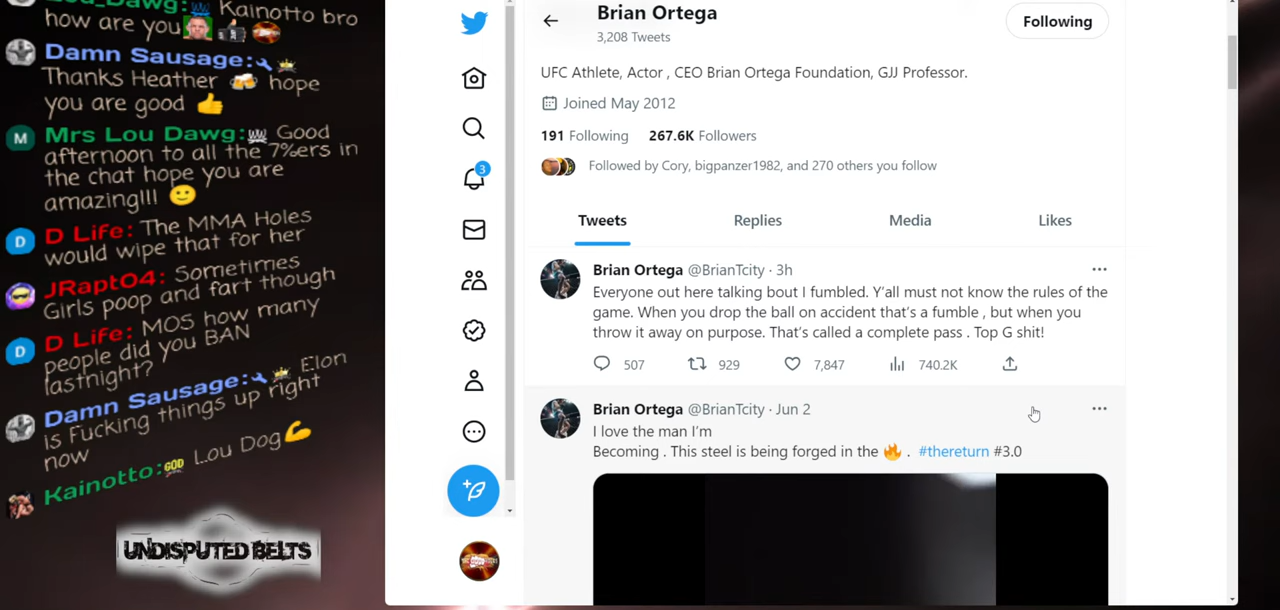 Lou_Dawg: Kainotto bro
how are you
Damn Sausage:
Thanks Heather hope
you are good
M
Mrs Lou Dawg: Good
afternoon to all the 7%ers in
the chat hope you are
amazing!!!
D
D Life: The MMA Holes
would wipe that for her
JRapt04: Sometimes
Girls poop and fart though
D
D Life: MOS how many
people did you BAN
lastnight?
Damn Sausage: Elon
is Fucking things up right
now
Kainotto: GOD Lou Dog
UNDISPUTED BELTS
3
Brian Ortega
3,208 Tweets
Following
UFC Athlete, Actor , CEO Brian Ortega Foundation, GJJ Professor.
Joined May 2012
191 Following 267.6K Followers
Followed by Cory, bigpanzer1982, and 270 others you follow
Tweets Replies Media Likes
Brian Ortega @BrianTcity · 3h
Everyone out here talking bout I fumbled. Y'all must not know the rules of the
game. When you drop the ball on accident that's a fumble , but when you
throw it away on purpose. That's called a complete pass . Top G shit!
507 929 7,847 740.2K
Brian Ortega @BrianTcity · Jun 2
I love the man I'm
Becoming . This steel is being forged in the 🔥 . #thereturn #3.0